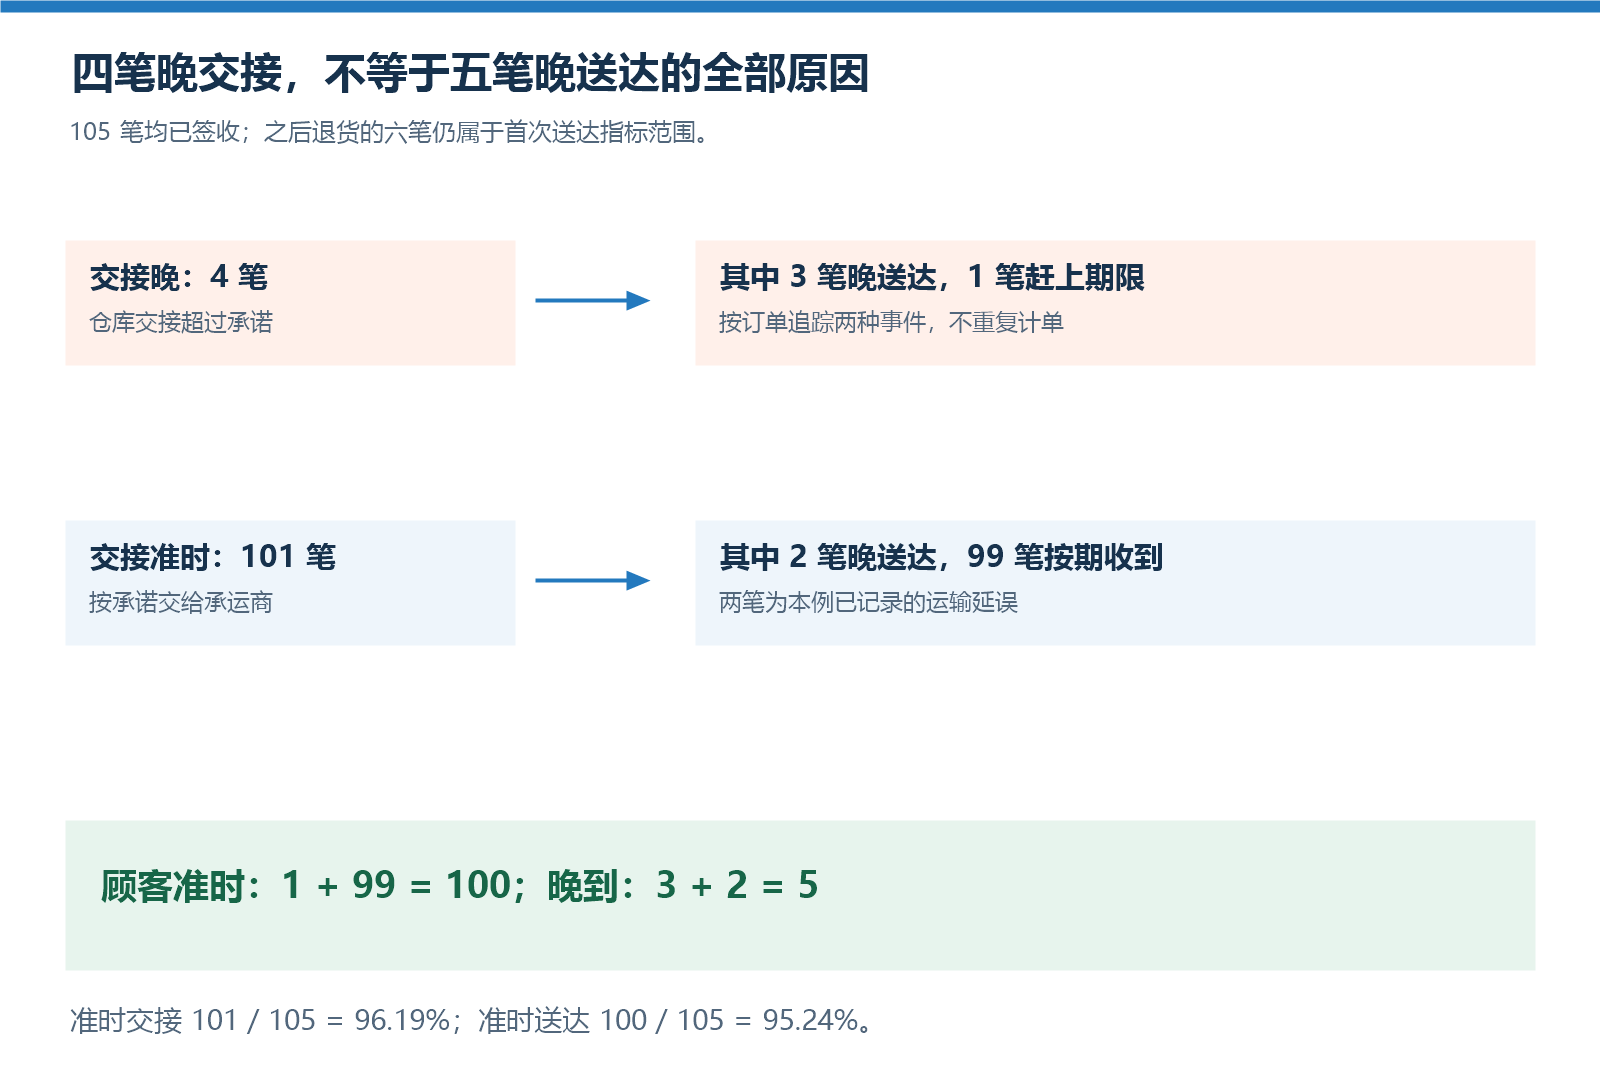 四笔晚交接，不等于五笔晚送达的全部原因
105 笔均已签收；之后退货的六笔仍属于首次送达指标范围。
交接晚：4 笔
仓库交接超过承诺
其中 3 笔晚送达，1 笔赶上期限
按订单追踪两种事件，不重复计单
交接准时：101 笔
按承诺交给承运商
其中 2 笔晚送达，99 笔按期收到
两笔为本例已记录的运输延误
顾客准时：1 + 99 = 100；晚到：3 + 2 = 5
准时交接 101 / 105 = 96.19%；准时送达 100 / 105 = 95.24%。